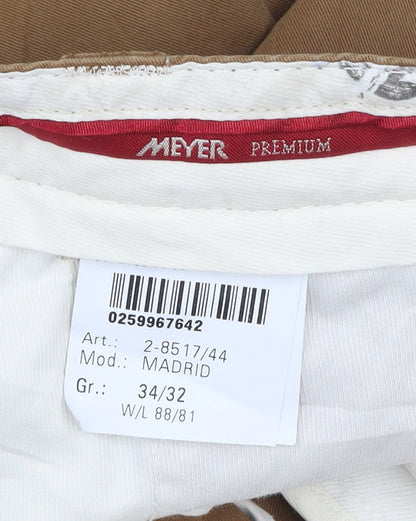 MEYER PREMIUM
0259967642
Art.: 2-8517/44
Mod.: MADRID
Gr.: 34/32
W/L 88/81